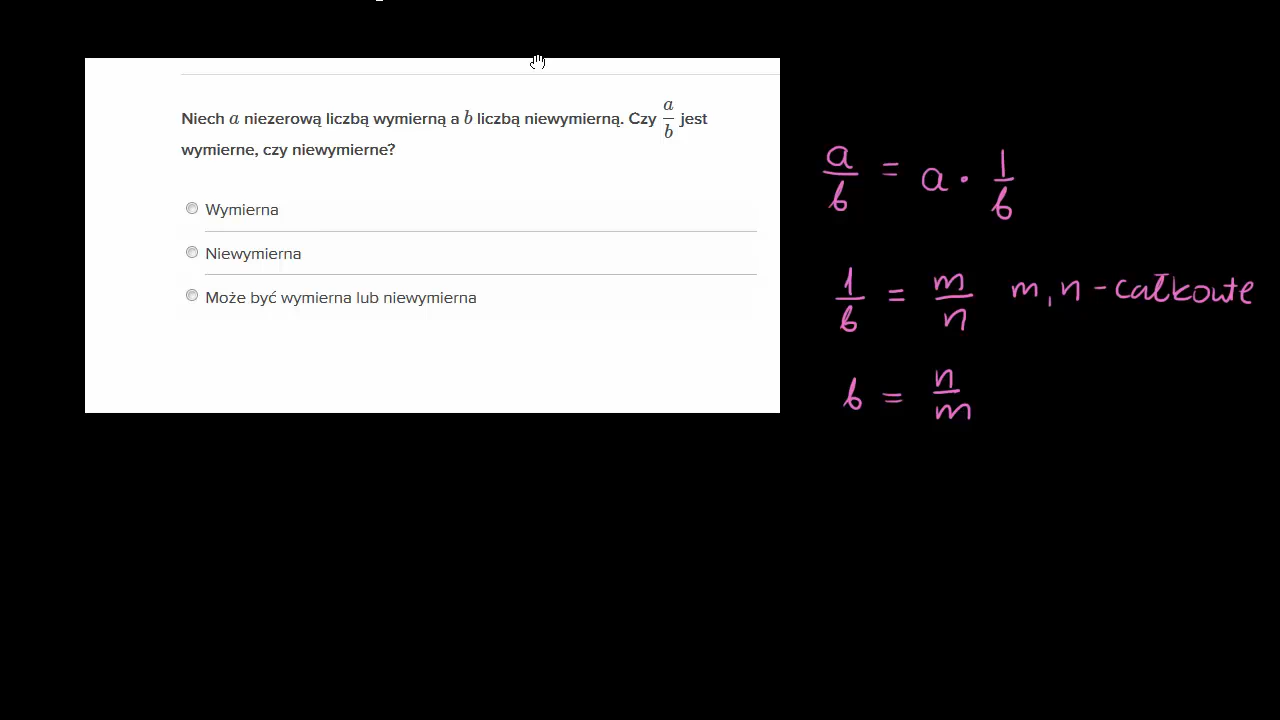 Niech a niezerową liczbą wymierną a b liczbą niewymierną. Czy a/b jest
wymierne, czy niewymierne?
Wymierna
Niewymierna
Może być wymierna lub niewymierna
a/b = a · 1/b
1/b = m/n m, n - całkowite
b = n/m